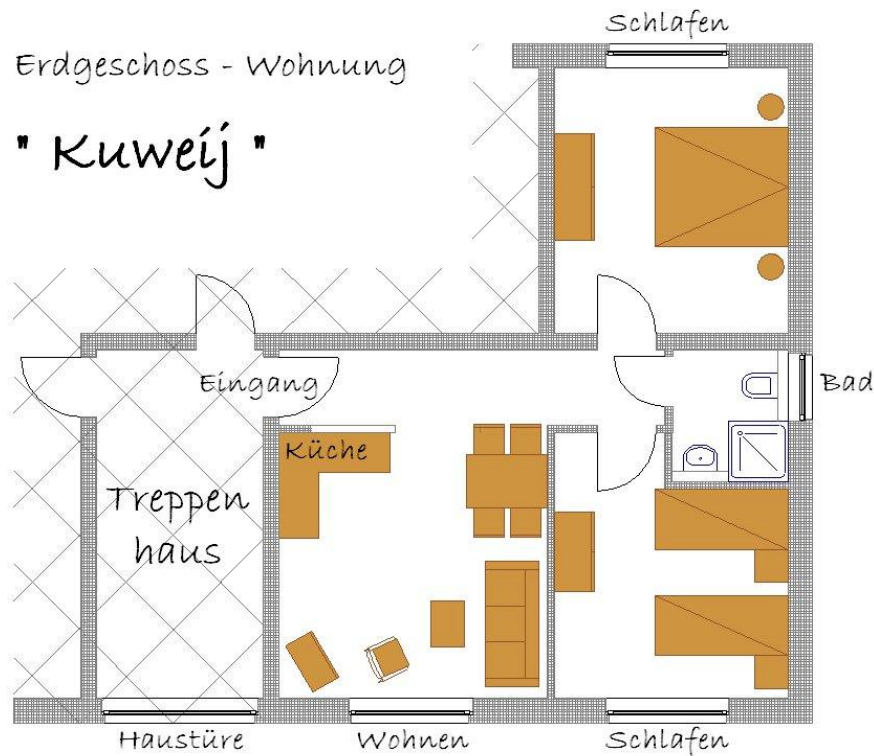 Schlafen
Erdgeschoss - Wohnung
" Kuweij "
Eingang
Bad
Küche
Treppen
haus
Haustüre
Wohnen
Schlafen